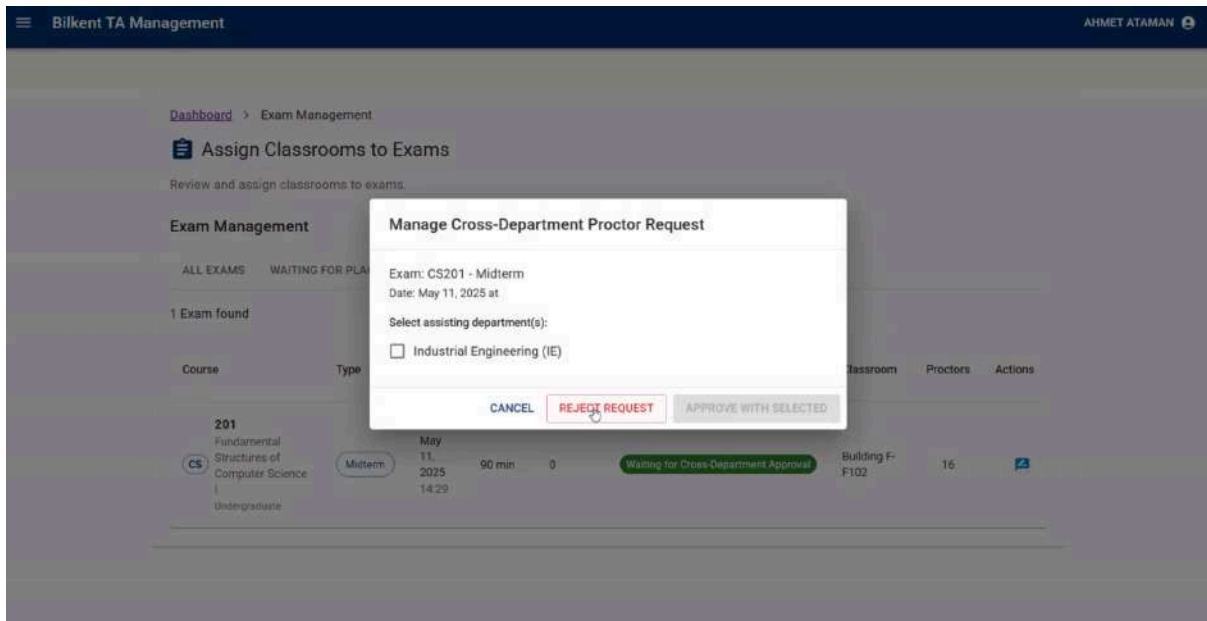 Bilkent TA Management
AHMET ATAMAN
Dashboard > Exam Management
Assign Classrooms to Exams
Review and assign classrooms to exams.
Exam Management
ALL EXAMS WAITING FOR
1 Exam found
Manage Cross-Department Proctor Request
Exam: CS201 - Midterm
Date: May 11, 2025 at
Select assisting department(s):
Industrial Engineering (IE)
CANCEL REJECT REQUEST APPROVE WITH SELECTED
Course Type Proctors Actions
201
Fundamental
Structures of
Computer Science
I
Undergraduate
CS
Midterm
May
11,
2025
14:29
90 min
0
Waiting for Cross-Department Approval
Building F-
F102
16